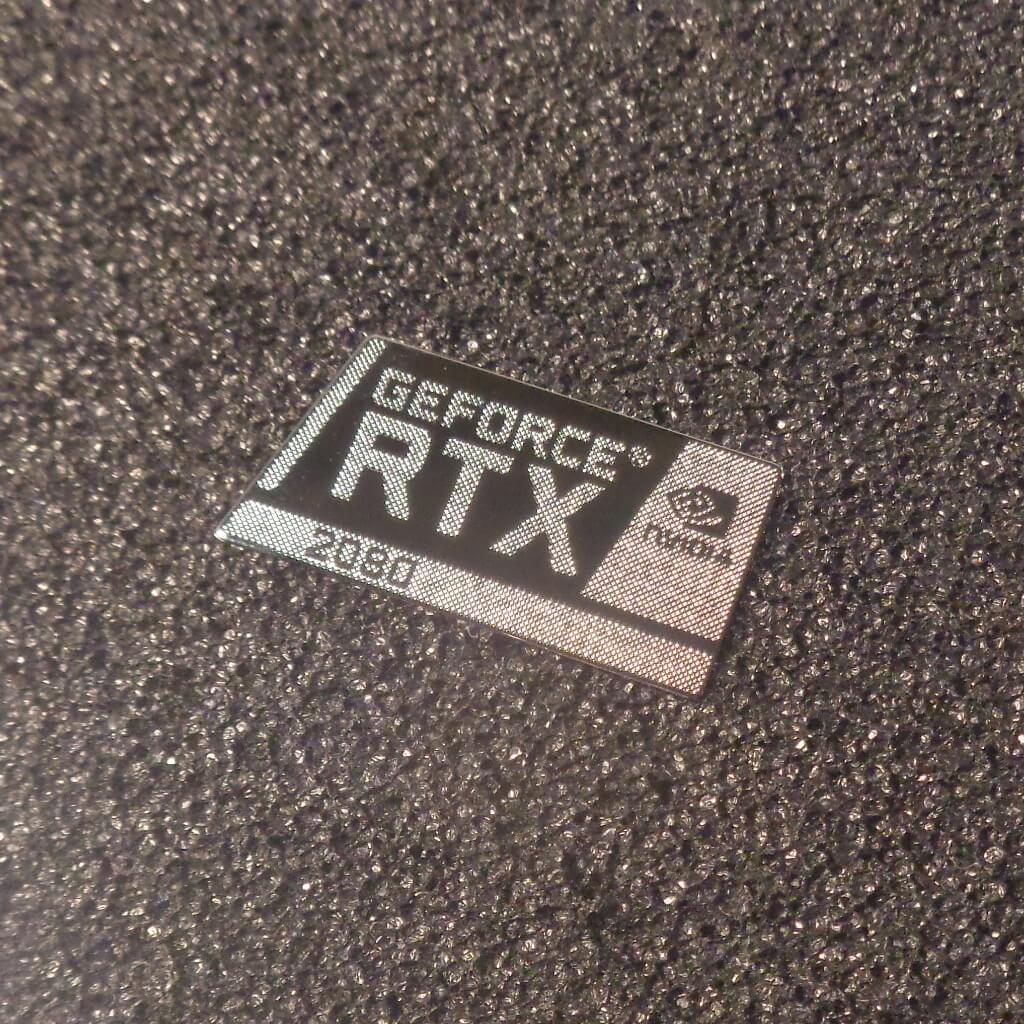 GEFORCE®
RTX
NVIDIA
2080